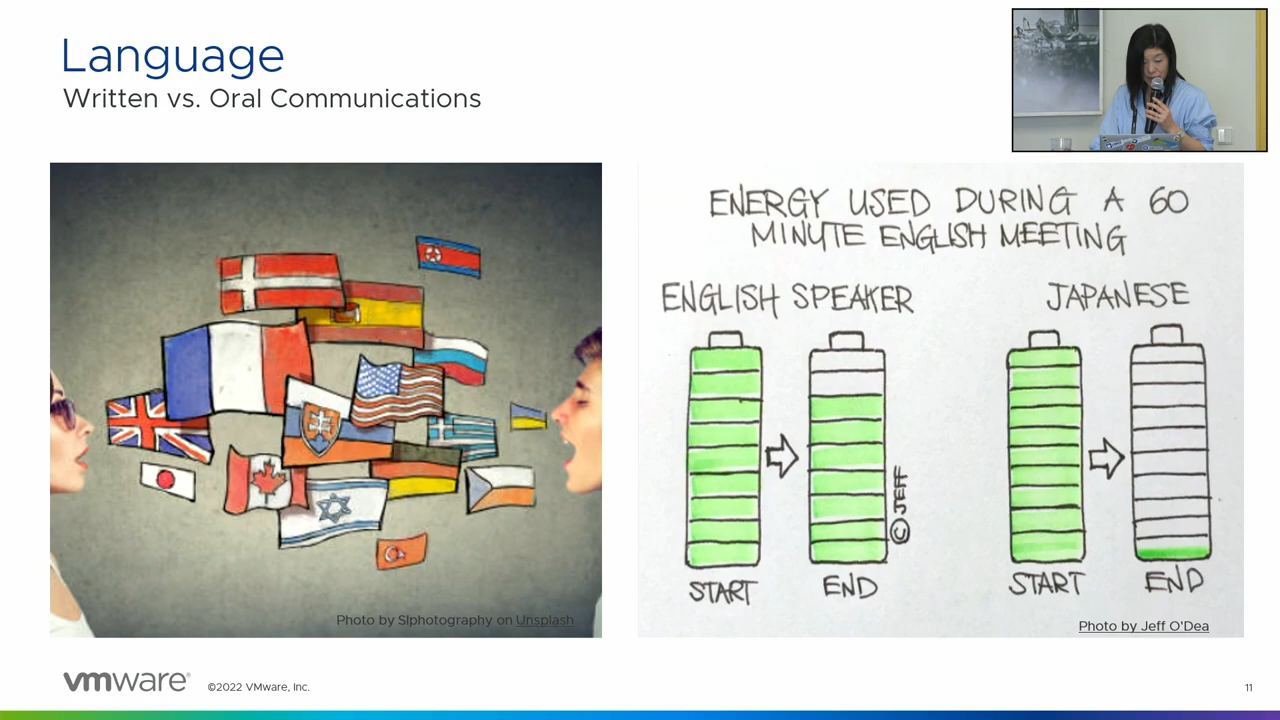 Language
Written vs. Oral Communications
Photo by SIphotography on Unsplash
ENERGY USED DURING A 60
MINUTE ENGLISH MEETING
ENGLISH SPEAKER
JAPANESE
© JEFF
START
END
START
END
Photo by Jeff O'Dea
vmware®
©2022 VMware, Inc.
11